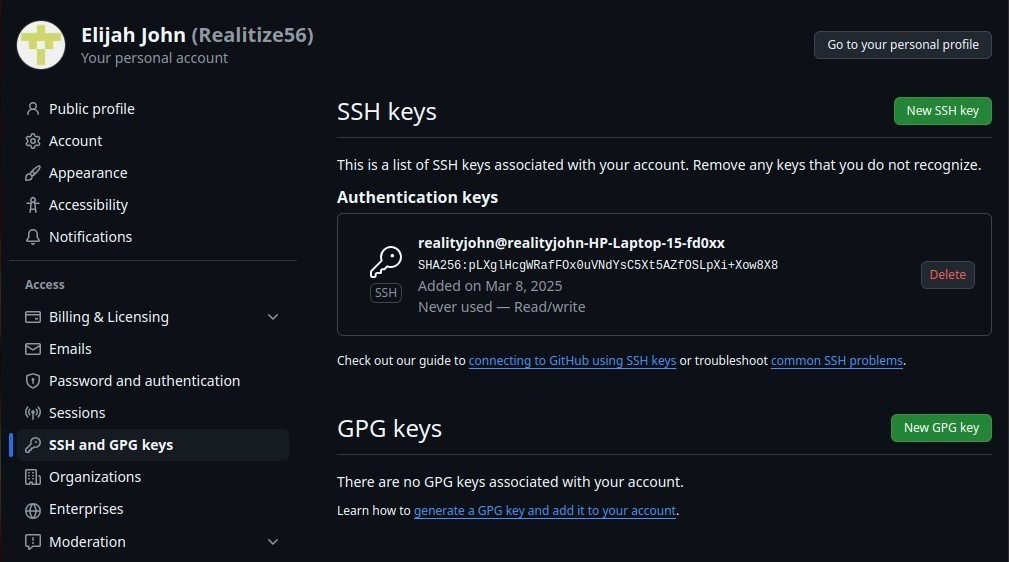 Elijah John (Realitize56)
Your personal account
Go to your personal profile
Public profile
Account
Appearance
Accessibility
Notifications
Access
Billing & Licensing
Emails
Password and authentication
Sessions
SSH and GPG keys
Organizations
Enterprises
Moderation
SSH keys
New SSH key
This is a list of SSH keys associated with your account. Remove any keys that you do not recognize.
Authentication keys
realityjohn@realityjohn-HP-Laptop-15-fd0xx
SHA256:pLXglHcgWRafFOx0uVNdYsC5Xt5AZfOSLpXi+Xow8X8
Added on Mar 8, 2025
Never used — Read/write
SSH
Delete
Check out our guide to connecting to GitHub using SSH keys or troubleshoot common SSH problems.
GPG keys
New GPG key
There are no GPG keys associated with your account.
Learn how to generate a GPG key and add it to your account.